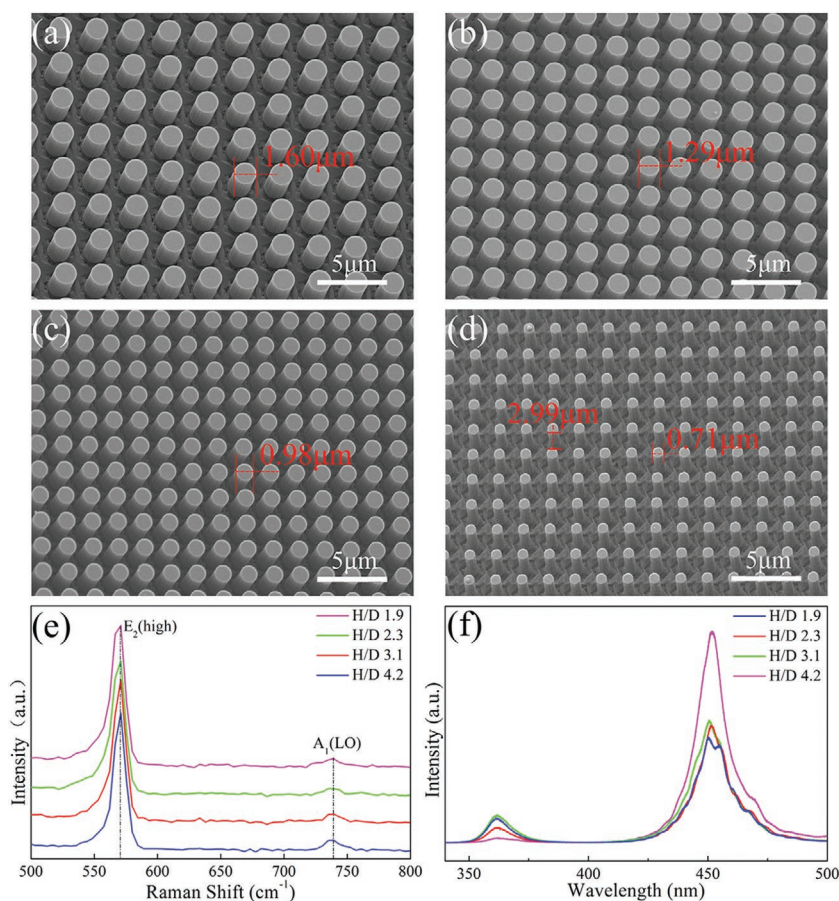 (a)
1.60μm
5μm
(b)
1.29μm
5μm
(c)
0.98μm
5μm
(d)
2.99μm
0.71μm
5μm
(e)
E2(high)
H/D 1.9
H/D 2.3
H/D 3.1
H/D 4.2
A1(LO)
Intensity (a.u.)
500 550 600 650 700 750 800
Raman Shift (cm-1)
(f)
H/D 1.9
H/D 2.3
H/D 3.1
H/D 4.2
Intensity (a.u.)
350 400 450 500
Wavelength (nm)